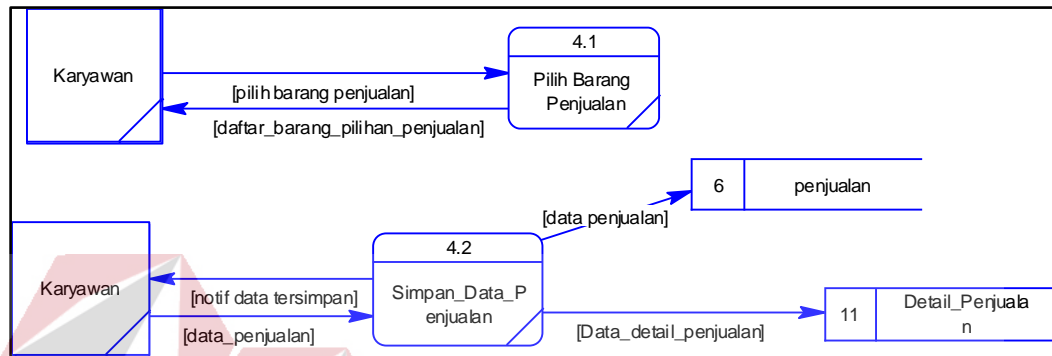 4.1
Karyawan
Pilih Barang
Penjualan
[pilih barang penjualan]
[daftar_barang_pilihan_penjualan]
6
penjualan
[data penjualan]
4.2
Karyawan
Simpan_Data_P
enjualan
[notif data tersimpan]
[data_penjualan]
[Data_detail_penjualan]
11
Detail_Penjuala
n